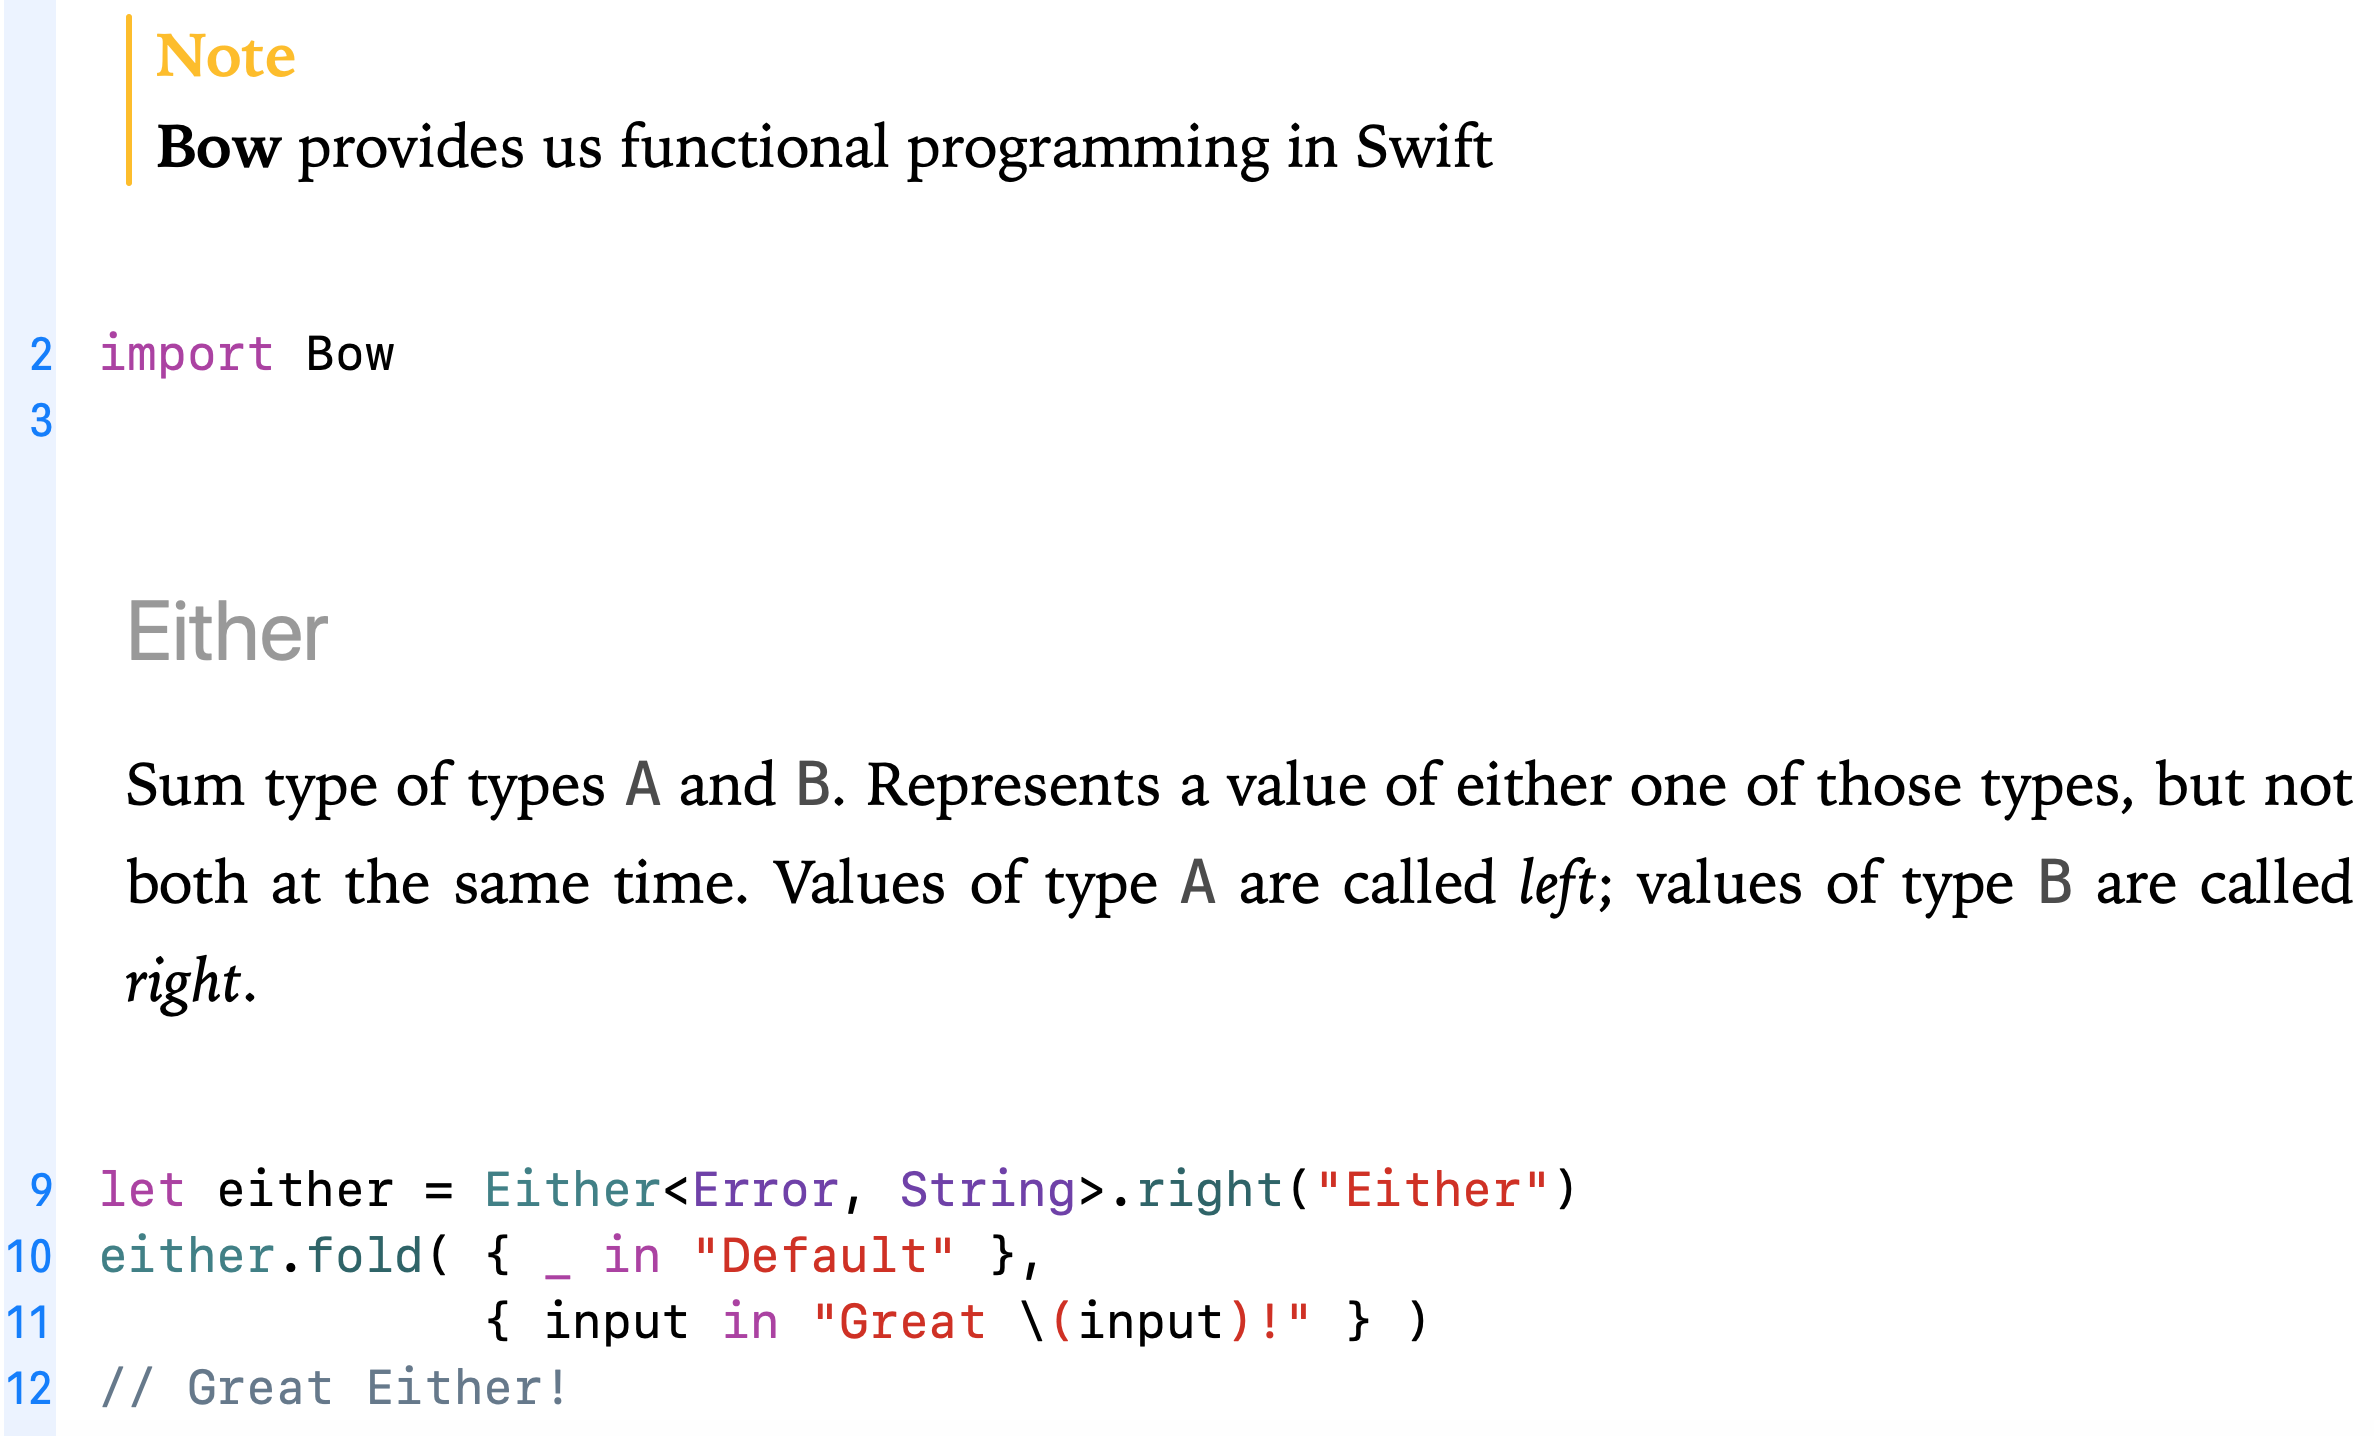 Note
Bow provides us functional programming in Swift
2 import Bow
3
Either
Sum type of types A and B. Represents a value of either one of those types, but not
both at the same time. Values of type A are called left; values of type B are called
right.
9 let either = Either<Error, String>.right("Either")
10 either.fold( { _ in "Default" },
11 { input in "Great \(input)!" } )
12 // Great Either!